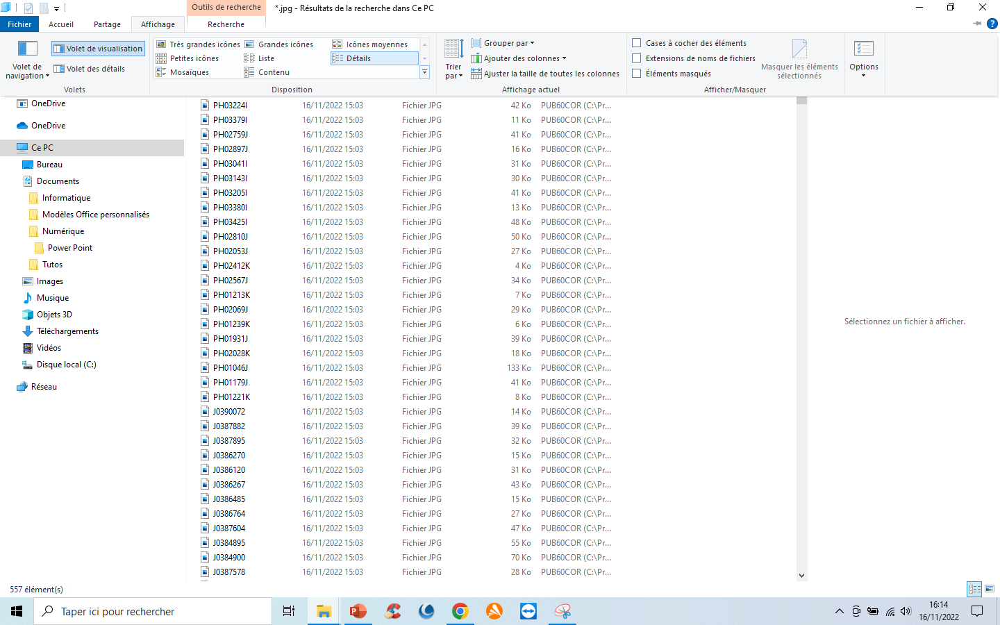 Outils de recherche
*.jpg - Résultats de la recherche dans Ce PC
Fichier Accueil Partage Affichage Recherche
Volet de navigation
Volet de visualisation
Volet des détails
Volets
Très grandes icônes Grandes icônes Icônes moyennes
Petites icônes Liste Détails
Mosaïques Contenu
Disposition
Trier par
Grouper par
Ajouter des colonnes
Ajuster la taille de toutes les colonnes
Affichage actuel
Cases à cocher des éléments
Extensions de noms de fichiers
Éléments masqués
Masquer les éléments sélectionnés
Afficher/Masquer
Options
OneDrive
OneDrive
Ce PC
Bureau
Documents
Informatique
Modèles Office personnalisés
Numérique
Power Point
Tutos
Images
Musique
Objets 3D
Téléchargements
Vidéos
Disque local (C:)
Réseau
PH03224I 16/11/2022 15:03 Fichier JPG 42 Ko PUB60COR (C:\Pr...
PH03379I 16/11/2022 15:03 Fichier JPG 11 Ko PUB60COR (C:\Pr...
PH02759J 16/11/2022 15:03 Fichier JPG 41 Ko PUB60COR (C:\Pr...
PH02897J 16/11/2022 15:03 Fichier JPG 16 Ko PUB60COR (C:\Pr...
PH03041I 16/11/2022 15:03 Fichier JPG 31 Ko PUB60COR (C:\Pr...
PH03143I 16/11/2022 15:03 Fichier JPG 30 Ko PUB60COR (C:\Pr...
PH03205I 16/11/2022 15:03 Fichier JPG 41 Ko PUB60COR (C:\Pr...
PH03380I 16/11/2022 15:03 Fichier JPG 13 Ko PUB60COR (C:\Pr...
PH03425I 16/11/2022 15:03 Fichier JPG 48 Ko PUB60COR (C:\Pr...
PH02810J 16/11/2022 15:03 Fichier JPG 50 Ko PUB60COR (C:\Pr...
PH02053J 16/11/2022 15:03 Fichier JPG 27 Ko PUB60COR (C:\Pr...
PH02412K 16/11/2022 15:03 Fichier JPG 4 Ko PUB60COR (C:\Pr...
PH02567J 16/11/2022 15:03 Fichier JPG 34 Ko PUB60COR (C:\Pr...
PH01213K 16/11/2022 15:03 Fichier JPG 7 Ko PUB60COR (C:\Pr...
PH02069J 16/11/2022 15:03 Fichier JPG 29 Ko PUB60COR (C:\Pr...
PH01239K 16/11/2022 15:03 Fichier JPG 6 Ko PUB60COR (C:\Pr...
PH01931J 16/11/2022 15:03 Fichier JPG 39 Ko PUB60COR (C:\Pr...
PH02028K 16/11/2022 15:03 Fichier JPG 18 Ko PUB60COR (C:\Pr...
PH01046J 16/11/2022 15:03 Fichier JPG 133 Ko PUB60COR (C:\Pr...
PH01179J 16/11/2022 15:03 Fichier JPG 41 Ko PUB60COR (C:\Pr...
PH01221K 16/11/2022 15:03 Fichier JPG 8 Ko PUB60COR (C:\Pr...
J0390072 16/11/2022 15:03 Fichier JPG 14 Ko PUB60COR (C:\Pr...
J0387882 16/11/2022 15:03 Fichier JPG 39 Ko PUB60COR (C:\Pr...
J0387895 16/11/2022 15:03 Fichier JPG 32 Ko PUB60COR (C:\Pr...
J0386270 16/11/2022 15:03 Fichier JPG 15 Ko PUB60COR (C:\Pr...
J0386120 16/11/2022 15:03 Fichier JPG 31 Ko PUB60COR (C:\Pr...
J0386267 16/11/2022 15:03 Fichier JPG 43 Ko PUB60COR (C:\Pr...
J0386485 16/11/2022 15:03 Fichier JPG 15 Ko PUB60COR (C:\Pr...
J0386764 16/11/2022 15:03 Fichier JPG 27 Ko PUB60COR (C:\Pr...
J0387604 16/11/2022 15:03 Fichier JPG 47 Ko PUB60COR (C:\Pr...
J0384895 16/11/2022 15:03 Fichier JPG 55 Ko PUB60COR (C:\Pr...
J0384900 16/11/2022 15:03 Fichier JPG 70 Ko PUB60COR (C:\Pr...
J0387578 16/11/2022 15:03 Fichier JPG 28 Ko PUB60COR (C:\Pr...
Sélectionnez un fichier à afficher.
557 élément(s)
Taper ici pour rechercher
16:14
16/11/2022